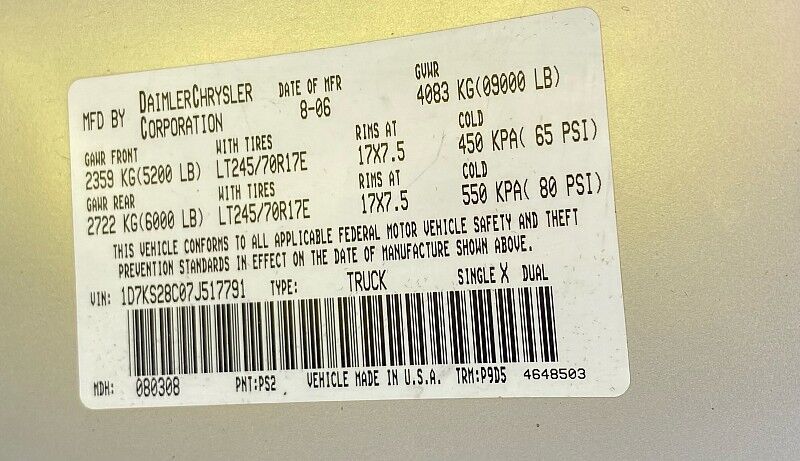 MFD BY DAIMLERCHRYSLER CORPORATION DATE OF MFR 8-06 GVWR 4083 KG(09000 LB)
GAWR FRONT WITH TIRES RIMS AT COLD
2359 KG(5200 LB) LT245/70R17E 17X7.5 450 KPA( 65 PSI)
GAWR REAR WITH TIRES RIMS AT COLD
2722 KG(6000 LB) LT245/70R17E 17X7.5 550 KPA( 80 PSI)
THIS VEHICLE CONFORMS TO ALL APPLICABLE FEDERAL MOTOR VEHICLE SAFETY AND THEFT
PREVENTION STANDARDS IN EFFECT ON THE DATE OF MANUFACTURE SHOWN ABOVE.
VIN: 1D7KS28C07J517791 TYPE: TRUCK SINGLE X DUAL
MDH: 080308 PNT:PS2 VEHICLE MADE IN U.S.A. TRM:P9D5 4648503